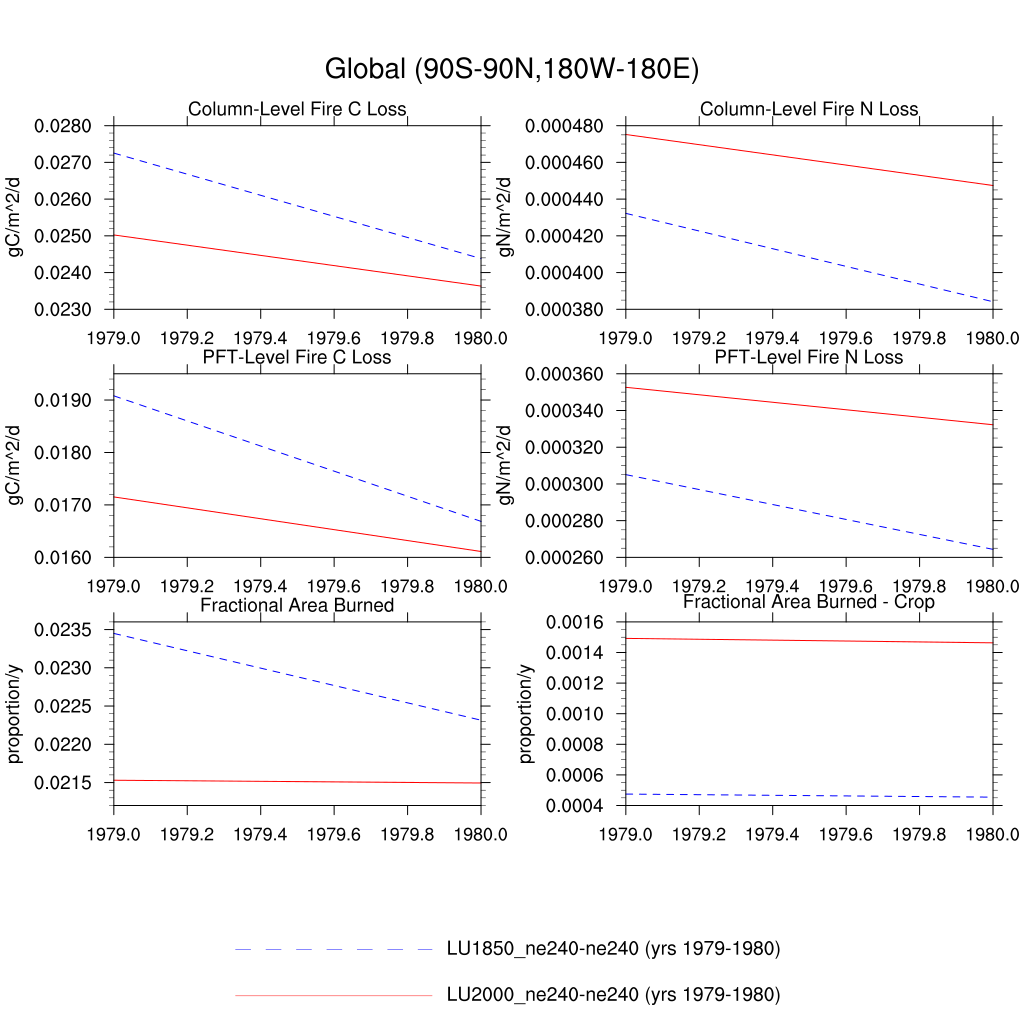 Global (90S-90N,180W-180E)
Column-Level Fire C Loss
gC/m^2/d
0.0280
0.0270
0.0260
0.0250
0.0240
0.0230
1979.0 1979.2 1979.4 1979.6 1979.8 1980.0
Column-Level Fire N Loss
gN/m^2/d
0.000480
0.000460
0.000440
0.000420
0.000400
0.000380
1979.0 1979.2 1979.4 1979.6 1979.8 1980.0
PFT-Level Fire C Loss
gC/m^2/d
0.0190
0.0180
0.0170
0.0160
1979.0 1979.2 1979.4 1979.6 1979.8 1980.0
PFT-Level Fire N Loss
gN/m^2/d
0.000360
0.000340
0.000320
0.000300
0.000280
0.000260
1979.0 1979.2 1979.4 1979.6 1979.8 1980.0
Fractional Area Burned
proportion/y
0.0235
0.0230
0.0225
0.0220
0.0215
1979.0 1979.2 1979.4 1979.6 1979.8 1980.0
Fractional Area Burned - Crop
proportion/y
0.0016
0.0014
0.0012
0.0010
0.0008
0.0006
0.0004
1979.0 1979.2 1979.4 1979.6 1979.8 1980.0
LU1850_ne240-ne240 (yrs 1979-1980)
LU2000_ne240-ne240 (yrs 1979-1980)